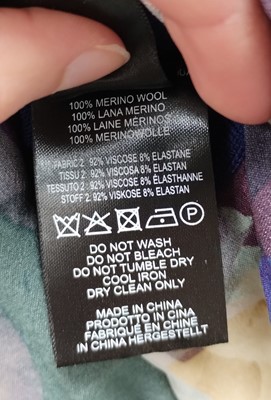 100% MERINO WOOL
100% LANA MERINO
100% LAINE MÉRINOS
100% MERINOWOLLE
FABRIC 2: 92% VISCOSE 8% ELASTANE
TISSU 2: 92% VISCOSA 8% ELASTANE
TESSUTO 2: 92% VISCOSE 8% ÉLASTHANNE
STOFF 2: 92% VISKOSE 8% ELASTAN
P
DO NOT WASH
DO NOT BLEACH
DO NOT TUMBLE DRY
COOL IRON
DRY CLEAN ONLY
MADE IN CHINA
PRODOTTO IN CINA
FABRIQUÉ EN CHINE
IN CHINA HERGESTELLT